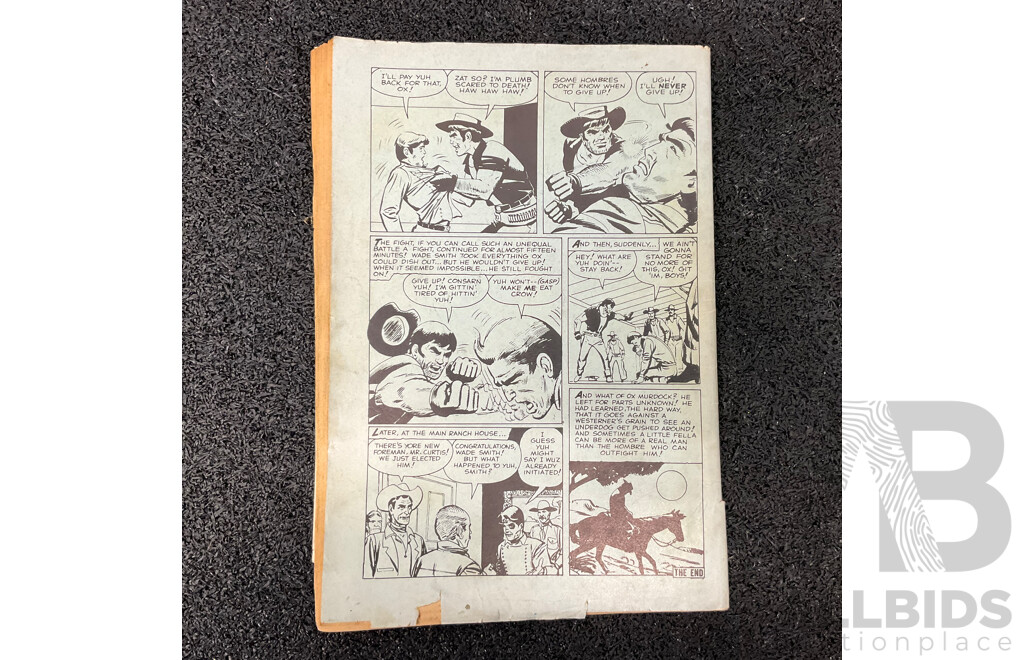 I'LL PAY YUH
BACK FOR THAT,
OX!
ZAT SO? I'M PLUMB
SCARED TO DEATH!
HAW HAW HAW!
SOME HOMBRES
DON'T KNOW WHEN
TO GIVE UP!
UGH!
I'LL NEVER
GIVE UP!
THE FIGHT, IF YOU CAN CALL SUCH AN UNEQUAL
BATTLE A FIGHT, CONTINUED FOR ALMOST FIFTEEN
MINUTES! WADE SMITH TOOK EVERYTHING OX
COULD DISH OUT... BUT HE WOULDN'T GIVE UP!
WHEN IT SEEMED IMPOSSIBLE... HE STILL FOUGHT
ON!
GIVE UP! CONSARN
YUH! I'M GITTIN'
TIRED OF HITTIN'
YUH!
YUH WON'T--(GASP)
MAKE ME EAT
CROW!
AND THEN, SUDDENLY...
HEY! WHAT ARE
YUH DOIN'--
STAY BACK!
WE AIN'T
GONNA
STAND FOR
NO MORE OF
THIS, OX! GIT
'IM, BOYS!
LATER, AT THE MAIN RANCH HOUSE...
THERE'S YORE NEW
FOREMAN, MR. CURTIS!
WE JUST ELECTED
HIM!
CONGRATULATIONS,
WADE SMITH!
BUT WHAT
HAPPENED TO YUH,
SMITH?
I
GUESS
YUH
MIGHT
SAY I WUZ
ALREADY
INITIATED!
AND WHAT OF OX MURDOCK? HE
LEFT FOR PARTS UNKNOWN! HE
HAD LEARNED, THE HARD WAY,
THAT IT GOES AGAINST A
WESTERNER'S GRAIN TO SEE AN
UNDERDOG GET PUSHED AROUND!
AND SOMETIMES A LITTLE FELLA
CAN BE MORE OF A REAL MAN
THAN THE HOMBRE WHO CAN
OUTFIGHT HIM!
THE END
B
LLBIDS
tionplace